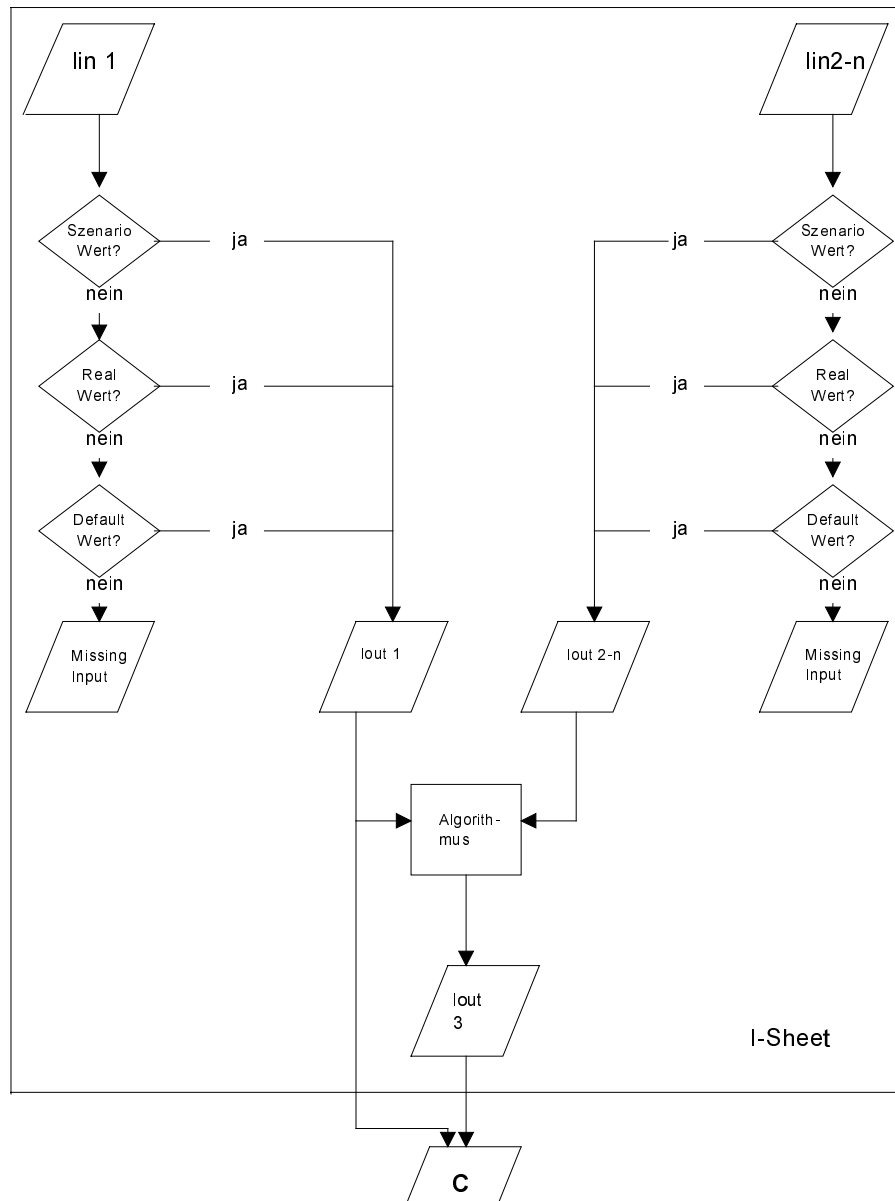 Iin 1
Iin2-n
Szenario
Wert?
ja
ja
Szenario
Wert?
nein
nein
Real
Wert?
ja
ja
Real
Wert?
nein
nein
Default
Wert?
ja
ja
Default
Wert?
nein
nein
Missing
Input
Iout 1
Iout 2-n
Missing
Input
Algorith-
mus
Iout
3
I-Sheet
C